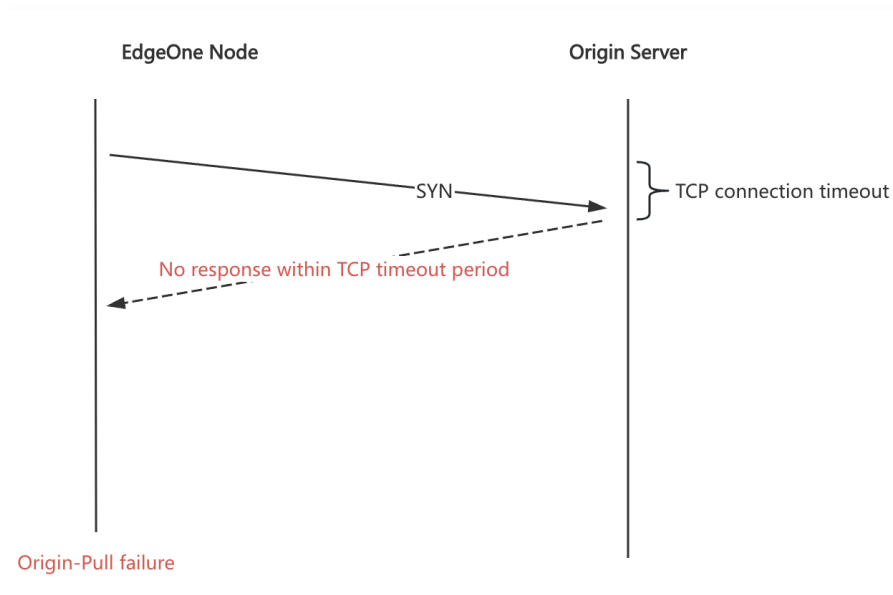 EdgeOne Node
Origin Server
SYN
TCP connection timeout
No response within TCP timeout period
Origin-Pull failure